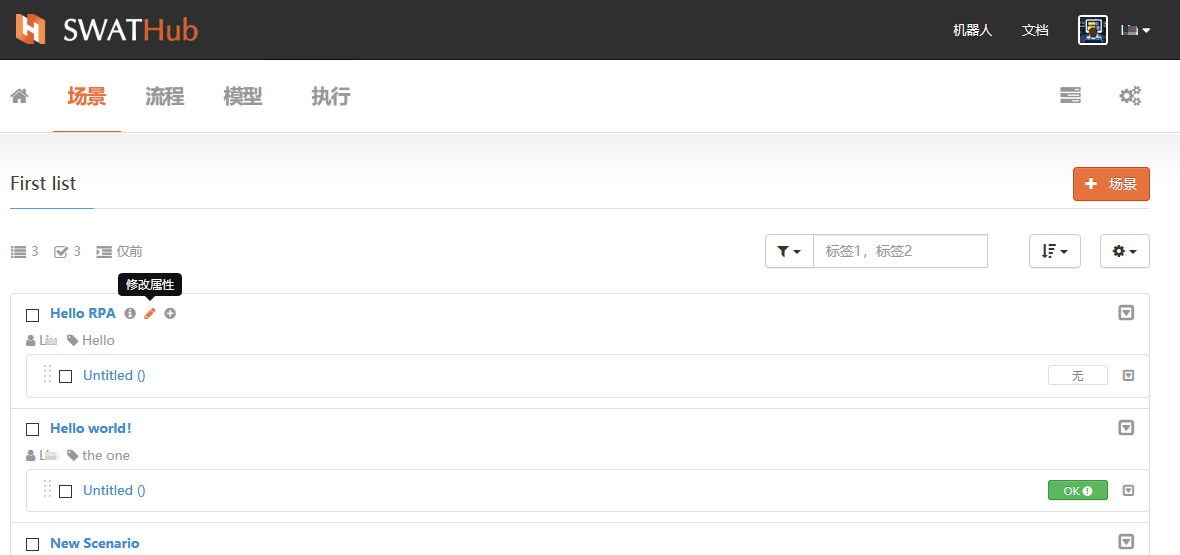 SWATHub 机器人 文档
场景 流程 模型 执行
First list
+ 场景
3 3 仅前 标签1，标签2
修改属性
Hello RPA
Hello
Untitled () 无
Hello world!
the one
Untitled () OK
New Scenario